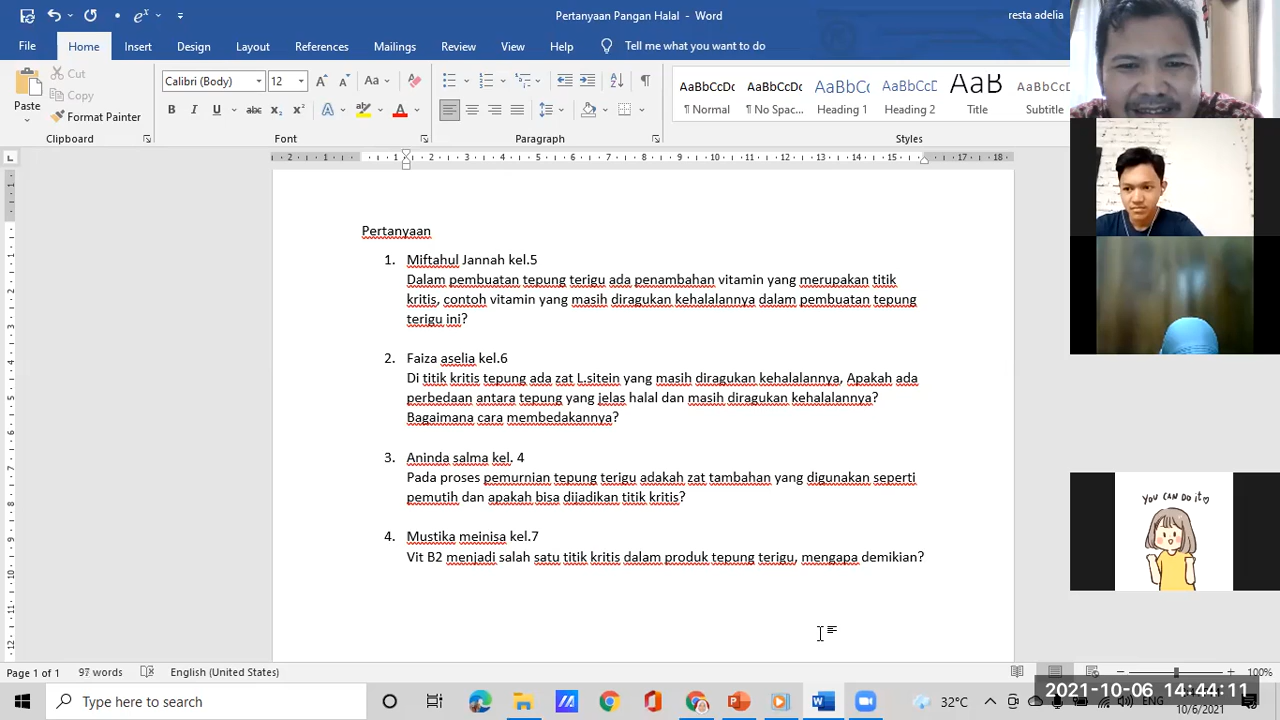 Pertanyaan Pangan Halal - Word
resta adelia
File Home Insert Draw Design Layout References Mailings Review View Help Tell me what you want to do
Paste
Cut
Copy
Format Painter
Clipboard
Calibri (Body) 12
Font
Paragraph
AaBbCcDc AaBbCcDc AaBbCc AaBbCcD AaB AaBbCcD
¶ Normal ¶ No Spac... Heading 1 Heading 2 Title Subtitle
Styles
Pertanyaan
1. Miftahul Jannah kel.5
Dalam pembuatan tepung terigu ada penambahan vitamin yang merupakan titik
kritis, contoh vitamin yang masih diragukan kehalalannya dalam pembuatan tepung
terigu ini?
2. Faiza aselia kel.6
Di titik kritis tepung ada zat L.sitein yang masih diragukan kehalalannya, Apakah ada
perbedaan antara tepung yang jelas halal dan masih diragukan kehalalannya?
Bagaimana cara membedakannya?
3. Aninda salma kel. 4
Pada proses pemurnian tepung terigu adakah zat tambahan yang digunakan seperti
pemutih dan apakah bisa dijadikan titik kritis?
4. Mustika meinisa kel.7
Vit B2 menjadi salah satu titik kritis dalam produk tepung terigu, mengapa demikian?
YOU CAN DO iT
Page 1 of 1 97 words English (United States) 100%
Type here to search
32°C
ENG
2021-10-06 14:44:11
10/6/2021